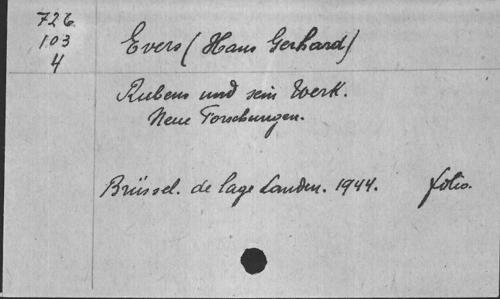 726
103
4
Evers (Hans Gerhard)
Rubens und sein Werk.
Neue Forschungen.
Brüssel. de lage Landen. 1944. folio.